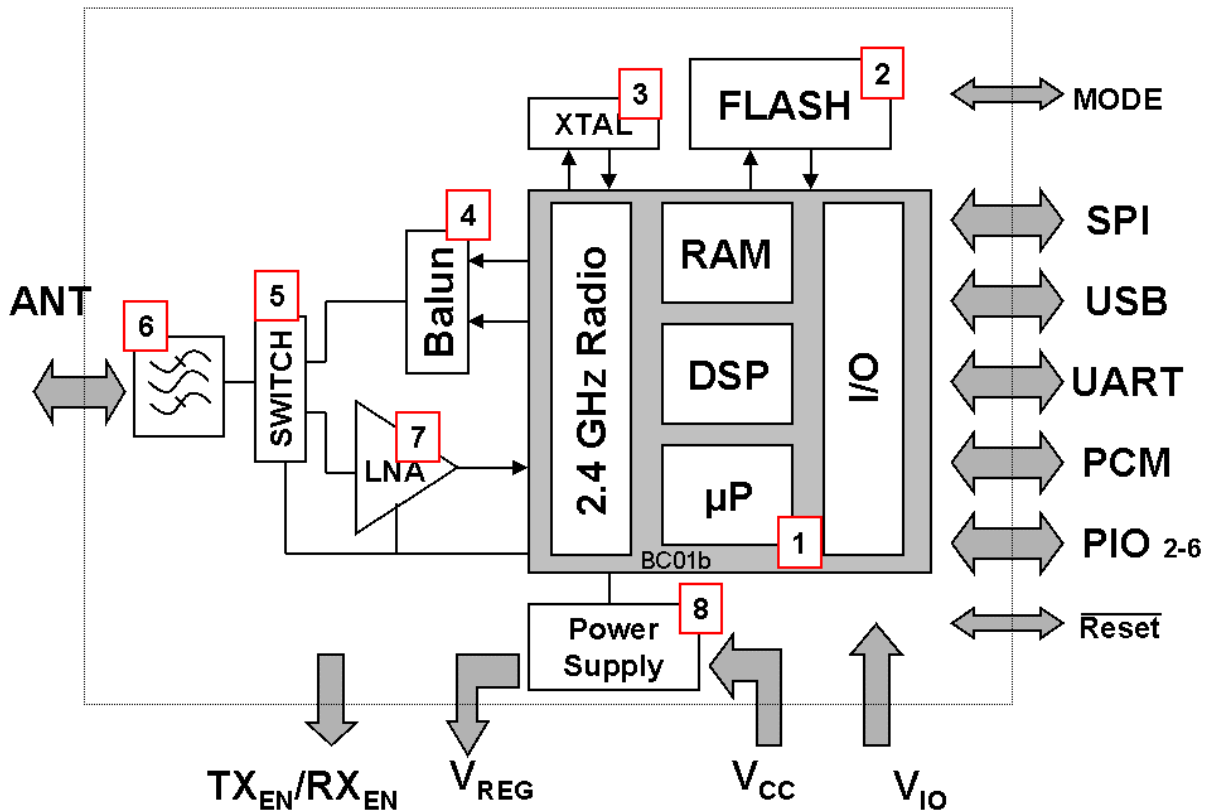 2
3
FLASH
MODE
XTAL
4
SPI
RAM
5
ANT
6
USB
Balun
SWITCH
2.4 GHz Radio
DSP
I/O
UART
7
LNA
PCM
µP
1
PIO 2-6
BC01b
8
Power
Supply
Reset
TXEN/RXEN
VREG
VCC
VIO